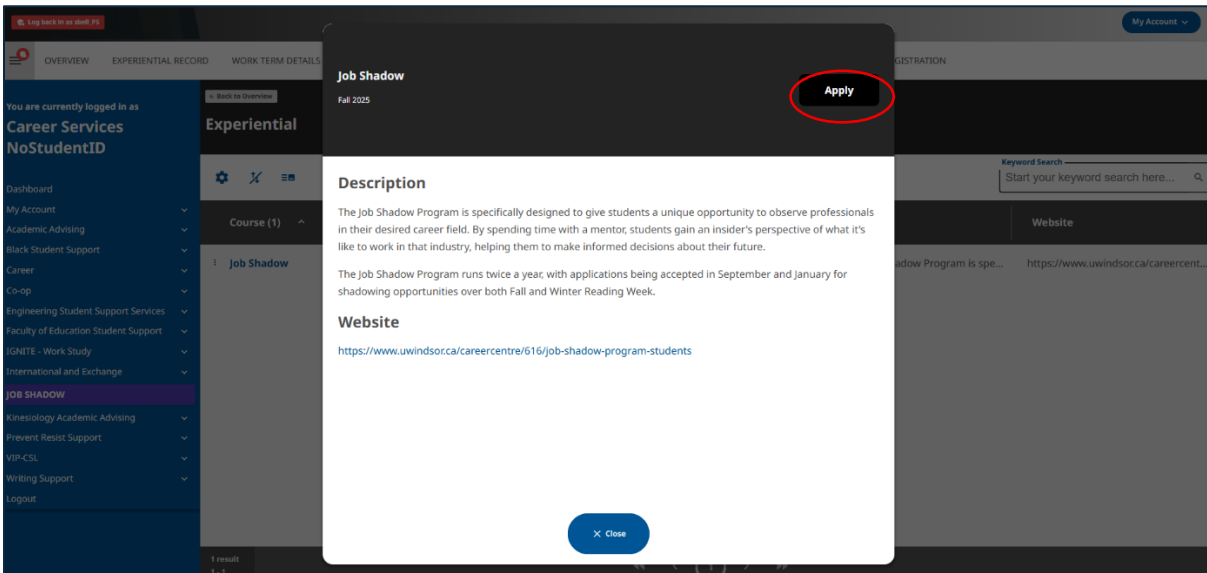 Log back in as sbell_PS
My Account
OVERVIEW EXPERIENTIAL RECORD WORK TERM DETAILS
GISTRATION
You are currently logged in as
Career Services
NoStudentID
Dashboard
My Account
Academic Advising
Black Student Support
Career
Co-op
Engineering Student Support Services
Faculty of Education Student Support
IGNITE - Work Study
International and Exchange
JOB SHADOW
Kinesiology Academic Advising
Prevent Resist Support
VIP-CSL
Writing Support
Logout
Back to Overview
Experiential
Keyword Search
Start your keyword search here...
Course (1)
Website
Job Shadow
adow Program is spe...
https://www.uwindsor.ca/careercent...
1 result
Job Shadow
Fall 2025
Apply
Description
The Job Shadow Program is specifically designed to give students a unique opportunity to observe professionals
in their desired career field. By spending time with a mentor, students gain an insider's perspective of what it's
like to work in that industry, helping them to make informed decisions about their future.
The Job Shadow Program runs twice a year, with applications being accepted in September and January for
shadowing opportunities over both Fall and Winter Reading Week.
Website
https://www.uwindsor.ca/careercentre/616/job-shadow-program-students
Close